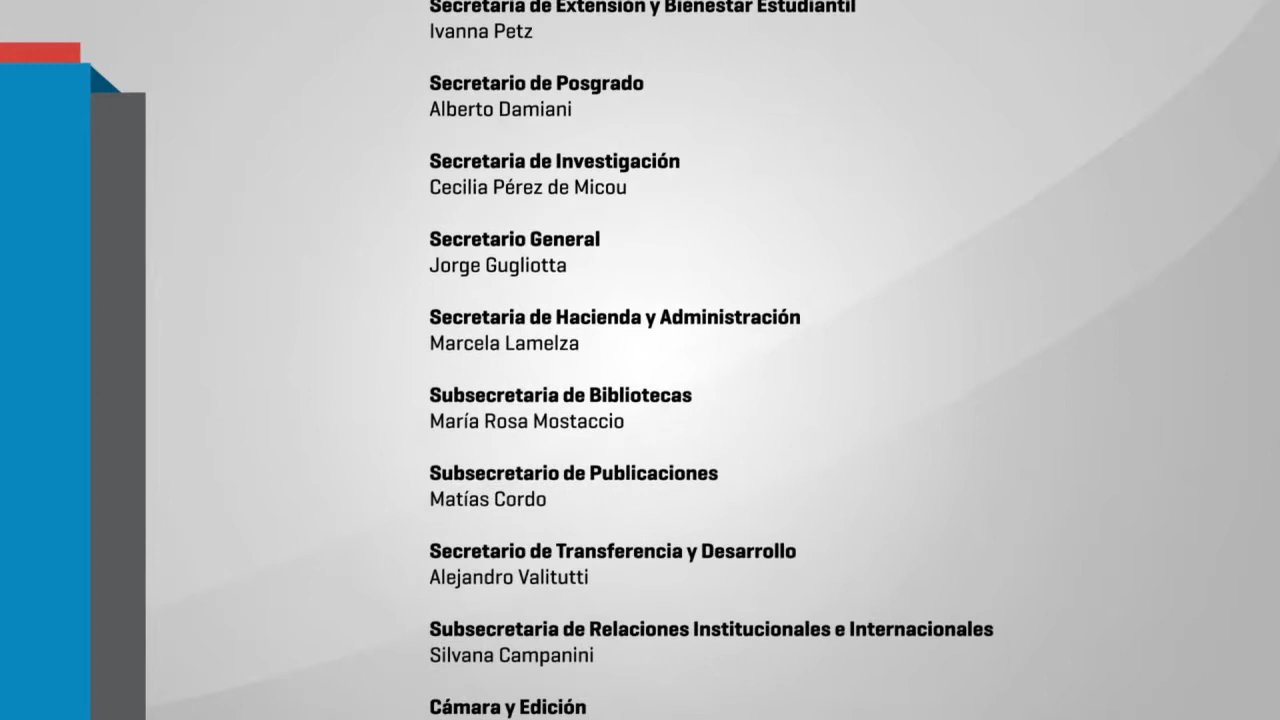 Secretaria de Extensión y Bienestar Estudiantil
Ivanna Petz
Secretario de Posgrado
Alberto Damiani
Secretaria de Investigación
Cecilia Pérez de Micou
Secretario General
Jorge Gugliotta
Secretaria de Hacienda y Administración
Marcela Lamelza
Subsecretaria de Bibliotecas
María Rosa Mostaccio
Subsecretario de Publicaciones
Matías Cordo
Secretario de Transferencia y Desarrollo
Alejandro Valitutti
Subsecretaria de Relaciones Institucionales e Internacionales
Silvana Campanini
Cámara y Edición